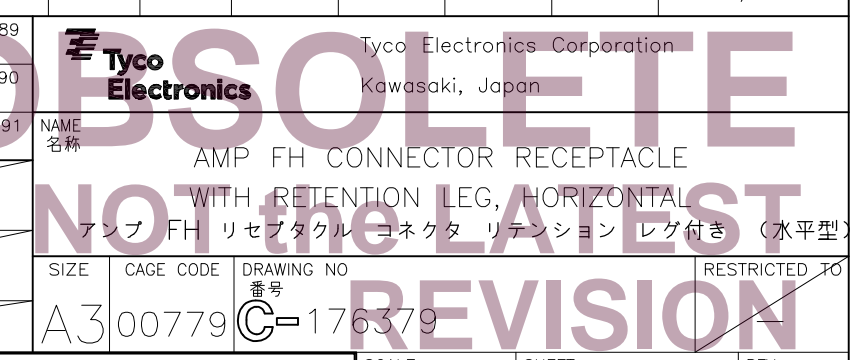 89
Tyco Electronics
Tyco Electronics Corporation
Kawasaki, Japan
90
91
NAME
名称
AMP FH CONNECTOR RECEPTACLE
WITH RETENTION LEG, HORIZONTAL
アンプ FH リセプタクル コネクタ リテンション レグ付き (水平型)
SIZE
A3
CAGE CODE
00779
DRAWING NO
番号
C-176379
RESTRICTED TO
—
OBSOLETE
NOT the LATEST
REVISION